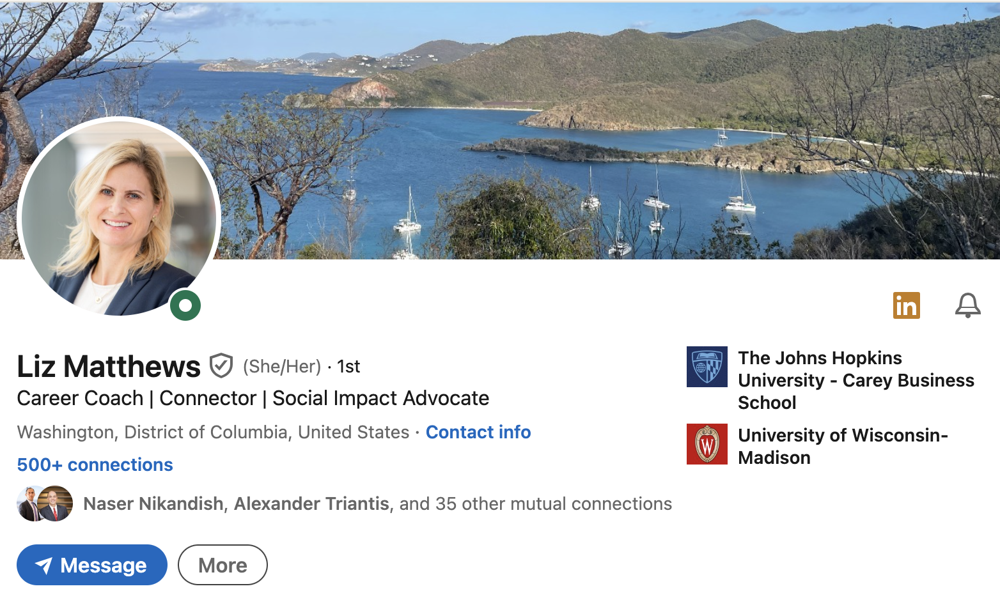 in
Liz Matthews (She/Her) · 1st
Career Coach | Connector | Social Impact Advocate
Washington, District of Columbia, United States · Contact info
500+ connections
Naser Nikandish, Alexander Triantis, and 35 other mutual connections
Message
More
The Johns Hopkins
University - Carey Business
School
W
University of Wisconsin-
Madison